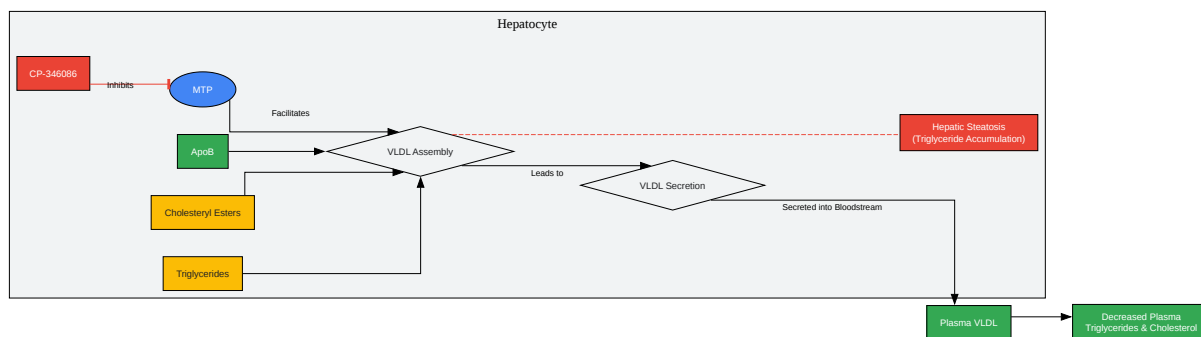 Hepatocyte
CP-346086
Inhibits
MTP
Facilitates
ApoB
VLDL Assembly
Hepatic Steatosis
(Triglyceride Accumulation)
Leads to
VLDL Secretion
Cholesteryl Esters
Secreted into Bloodstream
Triglycerides
Plasma VLDL
Decreased Plasma
Triglycerides & Cholesterol